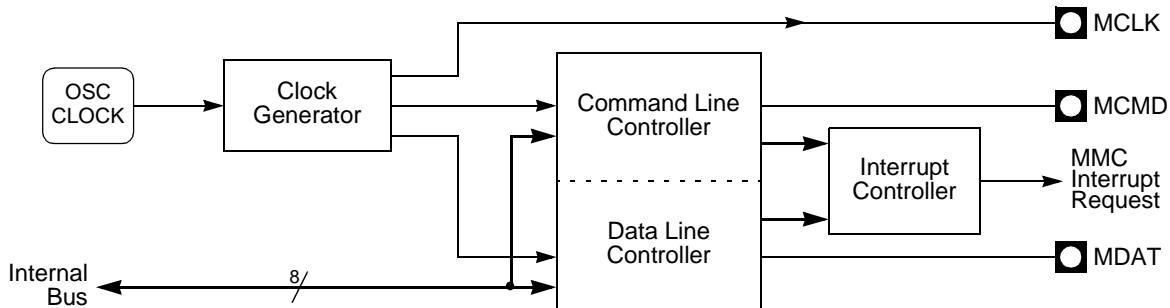 MCLK
OSC
CLOCK
Clock
Generator
Command Line
Controller
MCMD
Interrupt
Controller
MMC
Interrupt
Request
Data Line
Controller
MDAT
Internal
Bus
8